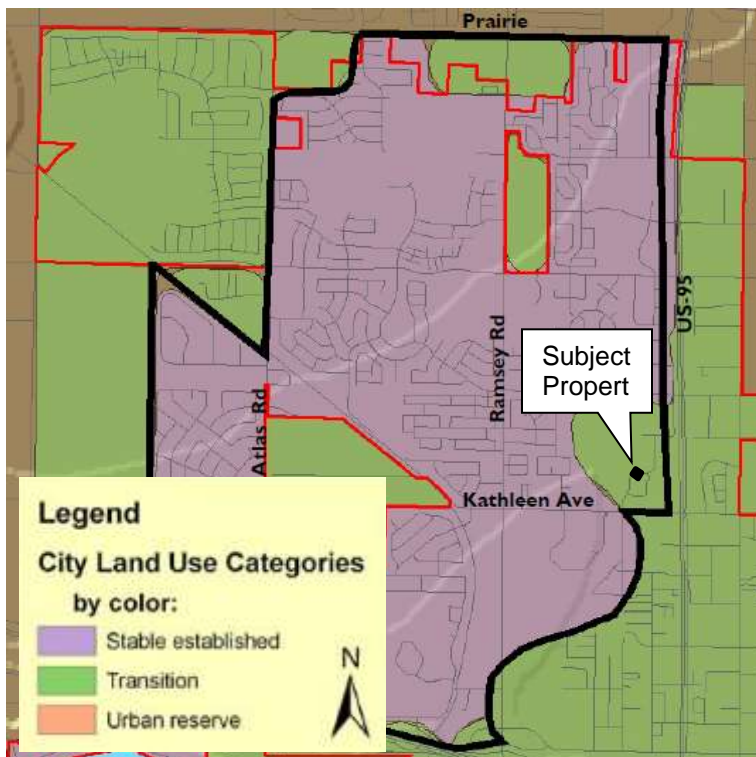 Prairie
US-95
Ramsey Rd
Subject
Propert
Atlas Rd
Kathleen Ave
Legend
City Land Use Categories
by color:
Stable established
Transition
Urban reserve
N